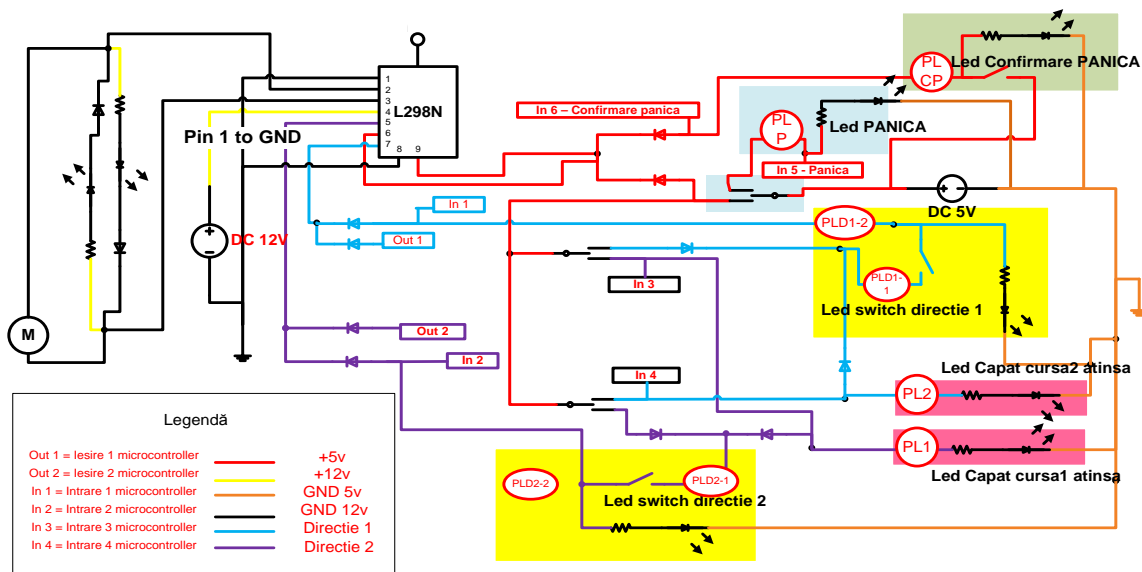 1
2
3
4
5
6
7
8
9
L298N
Pin 1 to GND
DC 12V
M
In 6 – Confirmare panica
PL
CP
Led Confirmare PANICA
PL
P
Led PANICA
In 5 - Panica
DC 5V
In 1
Out 1
PLD1-2
PLD1-
1
Led switch directie 1
In 3
Out 2
In 2
In 4
Led Capat cursa2 atinsa
PL2
PL1
Led Capat cursa1 atinsa
PLD2-2
PLD2-1
Led switch directie 2
Legendă
Out 1 = Iesire 1 microcontroller
+5v
Out 2 = Iesire 2 microcontroller
+12v
In 1 = Intrare 1 microcontroller
GND 5v
In 2 = Intrare 2 microcontroller
GND 12v
In 3 = Intrare 3 microcontroller
Directie 1
In 4 = Intrare 4 microcontroller
Directie 2